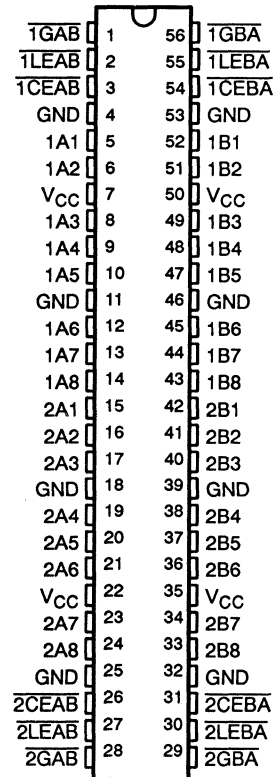 1GAB 1 56 1GBA
1LEAB 2 55 1LEBA
1CEAB 3 54 1CEBA
GND 4 53 GND
1A1 5 52 1B1
1A2 6 51 1B2
VCC 7 50 VCC
1A3 8 49 1B3
1A4 9 48 1B4
1A5 10 47 1B5
GND 11 46 GND
1A6 12 45 1B6
1A7 13 44 1B7
1A8 14 43 1B8
2A1 15 42 2B1
2A2 16 41 2B2
2A3 17 40 2B3
GND 18 39 GND
2A4 19 38 2B4
2A5 20 37 2B5
2A6 21 36 2B6
VCC 22 35 VCC
2A7 23 34 2B7
2A8 24 33 2B8
GND 25 32 GND
2CEAB 26 31 2CEBA
2LEAB 27 30 2LEBA
2GAB 28 29 2GBA